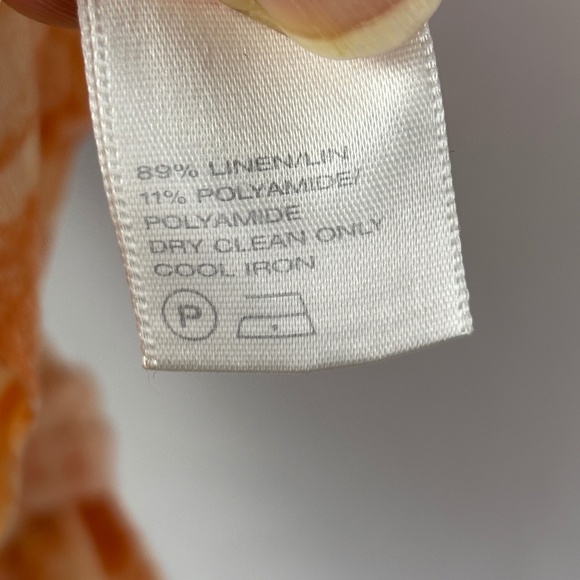 89% LINEN/LIN
11% POLYAMIDE/
POLYAMIDE
DRY CLEAN ONLY
COOL IRON
P